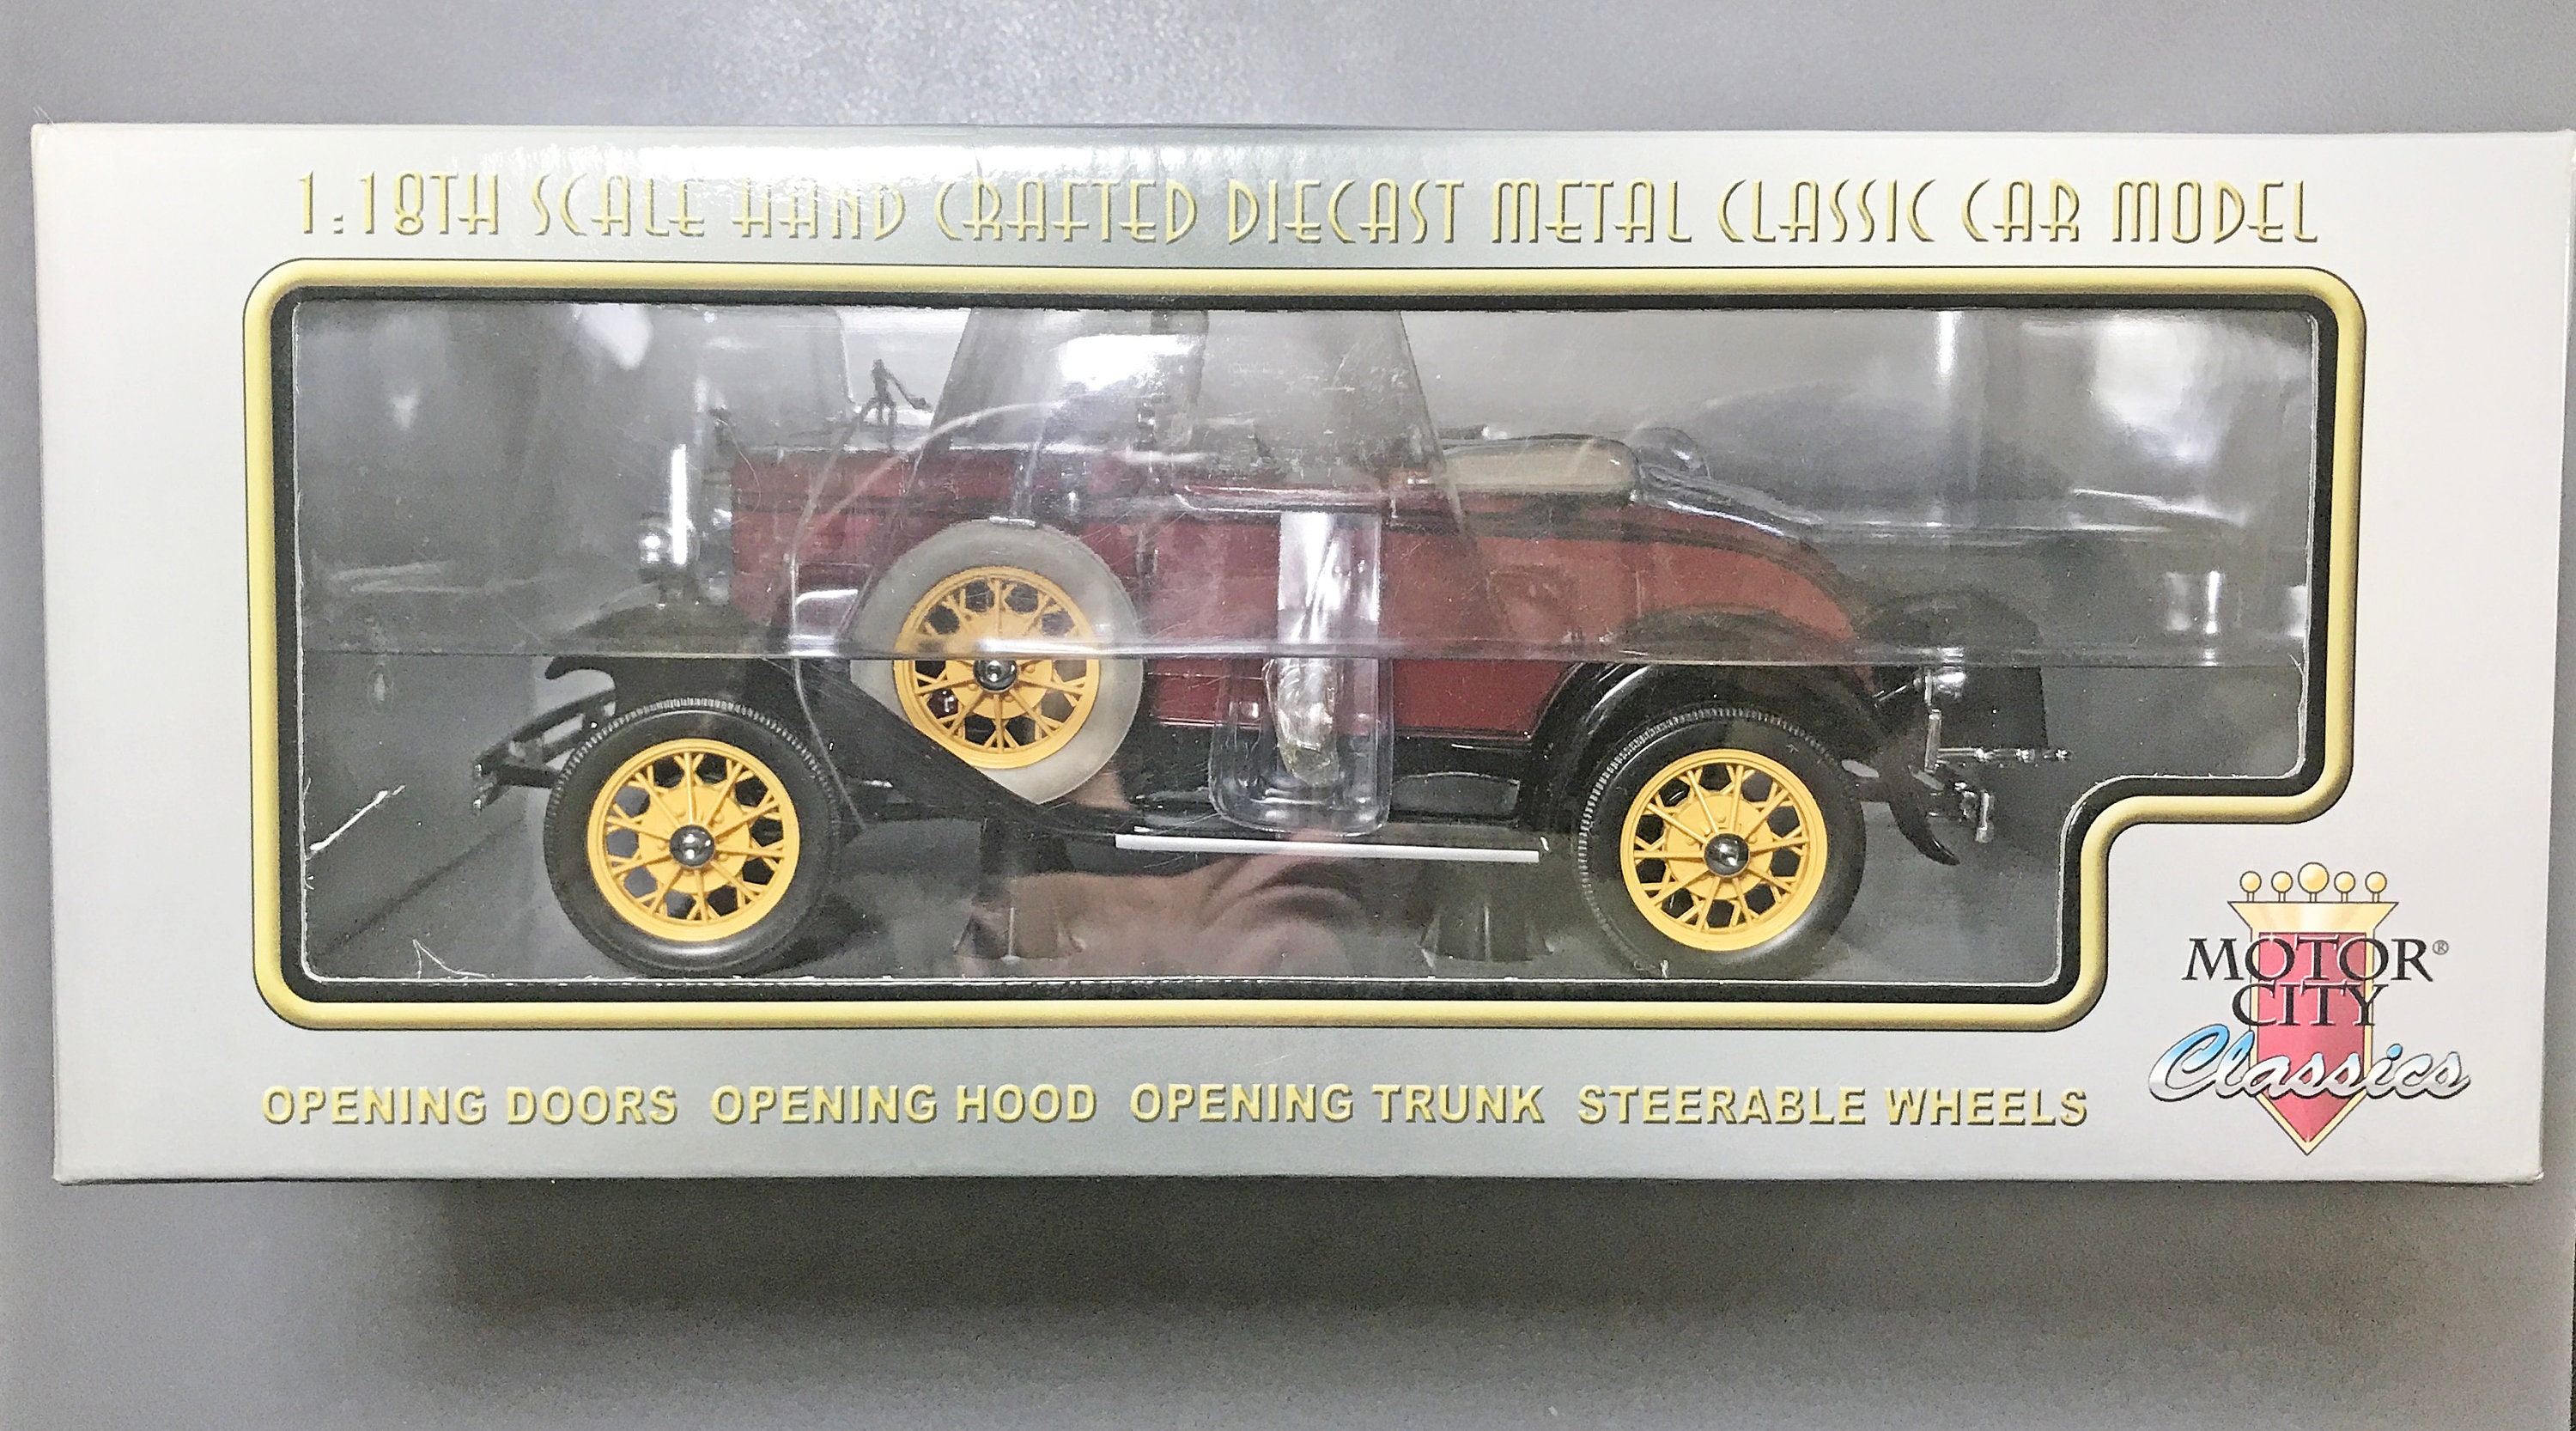 1:18TH SCALE HAND CRAFTED DIECAST METAL CLASSIC CAR MODEL
MOTOR®
CITY
Classics
OPENING DOORS OPENING HOOD OPENING TRUNK STEERABLE WHEELS